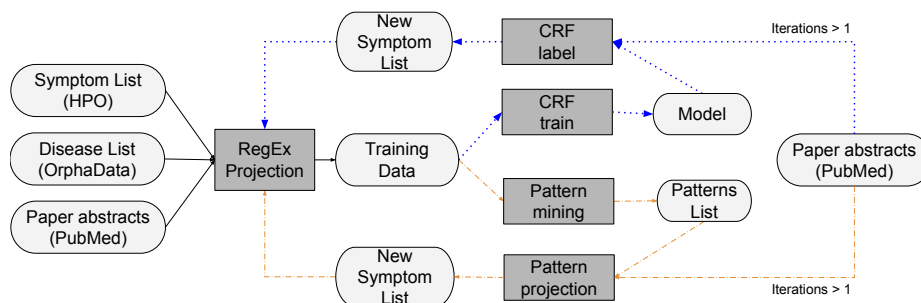 New
Symptom
List
CRF
label
Iterations > 1
Symptom List
(HPO)
CRF
train
Model
Disease List
(OrphaData)
RegEx
Projection
Training
Data
Paper abstracts
(PubMed)
Paper abstracts
(PubMed)
Pattern
mining
Patterns
List
New
Symptom
List
Pattern
projection
Iterations > 1